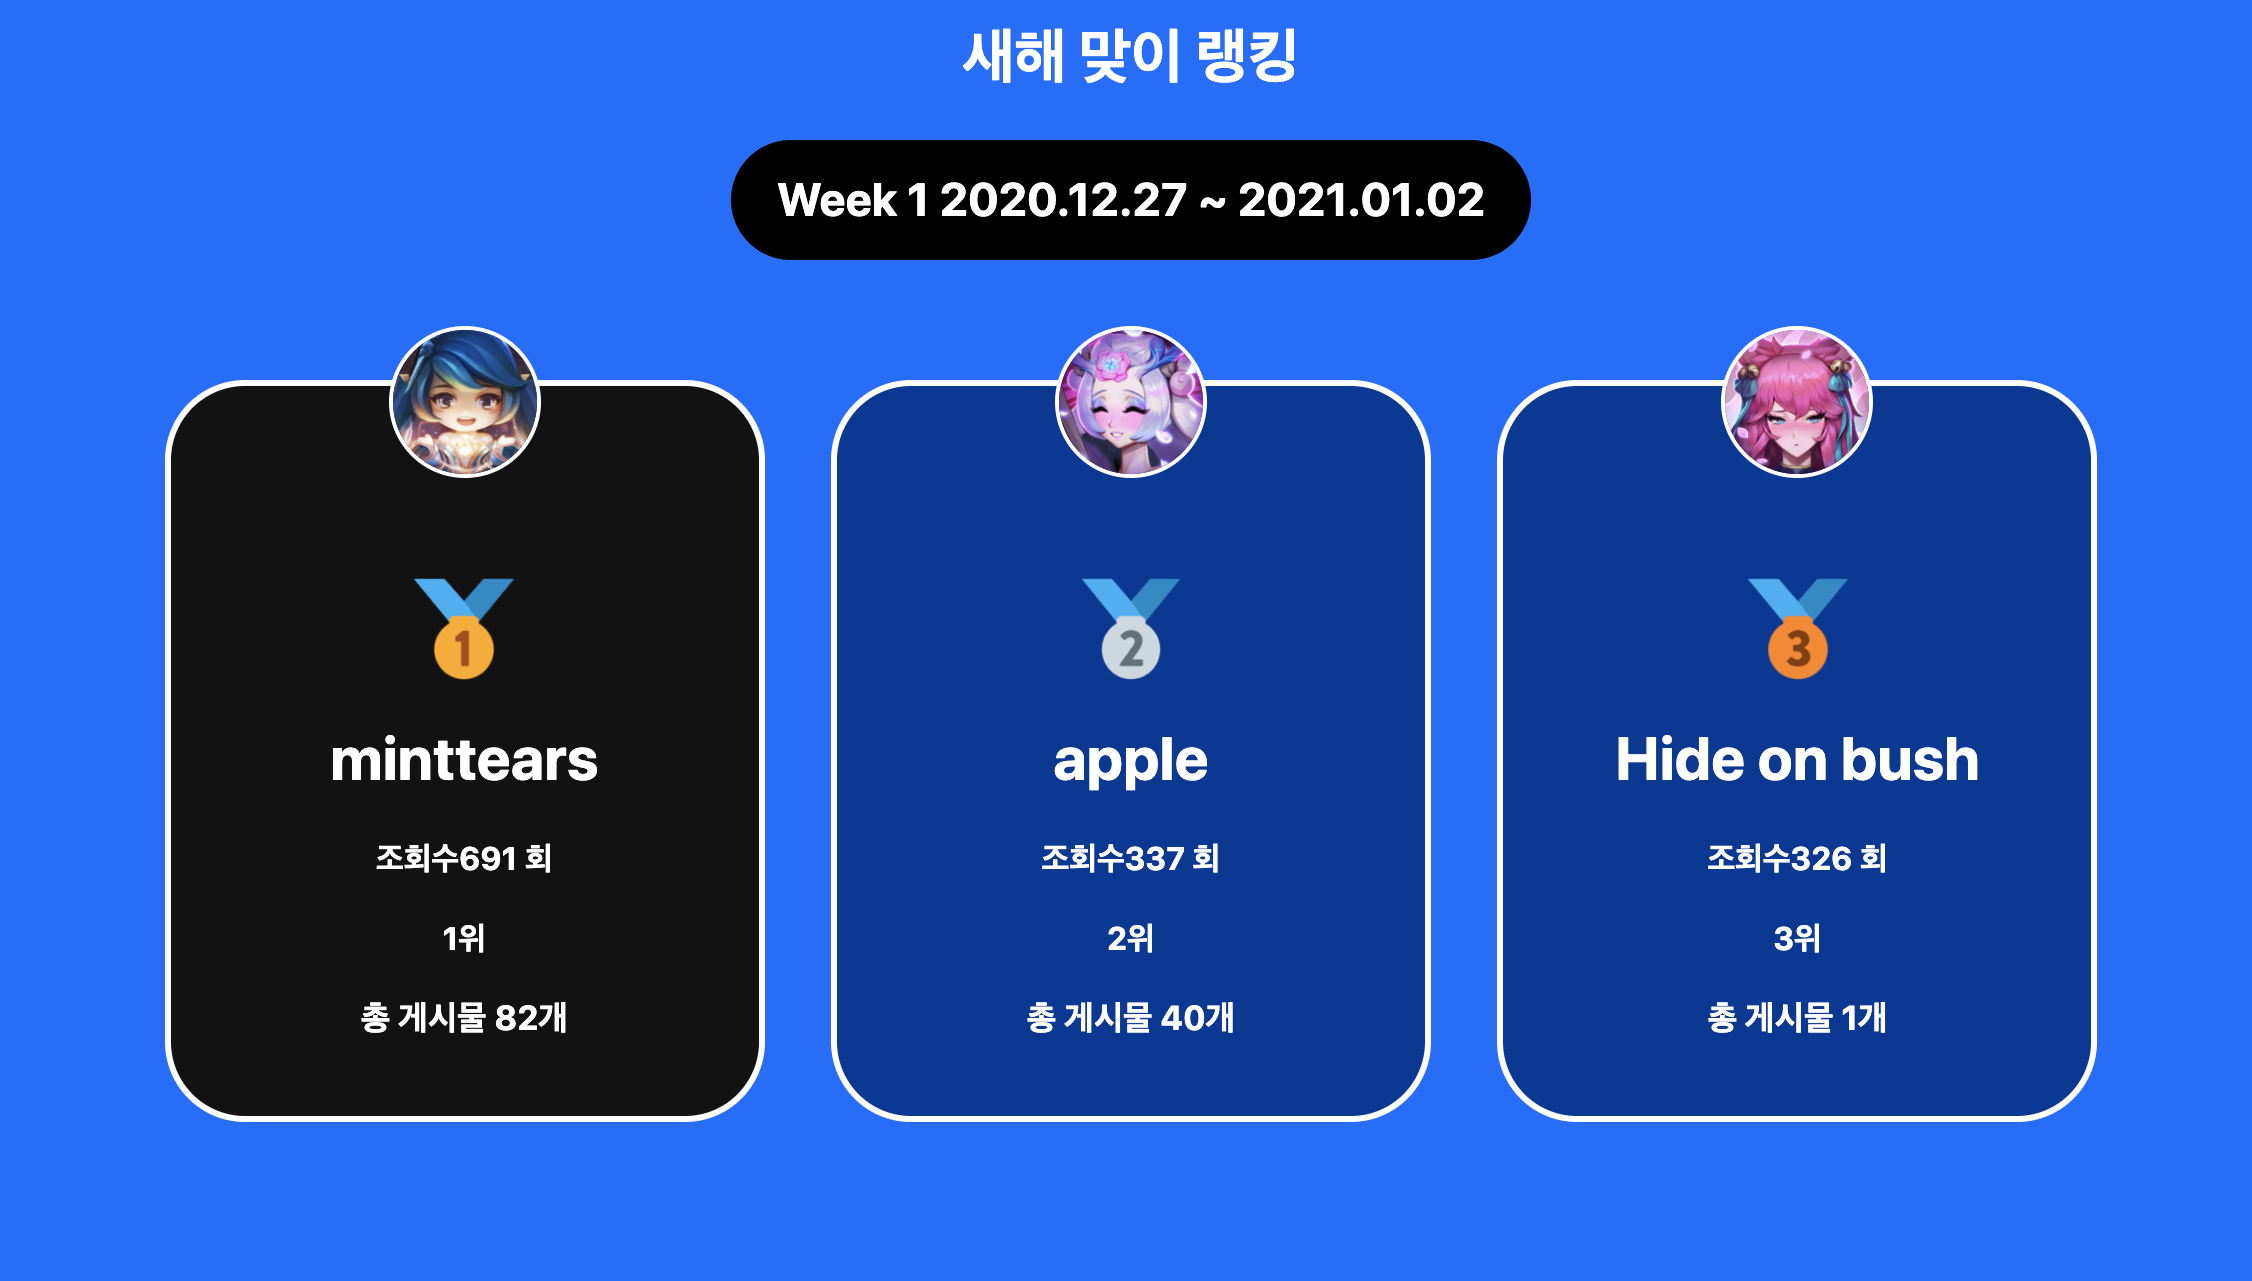 새해 맞이 랭킹
Week 1 2020.12.27 ~ 2021.01.02
1
minttears
조회수691 회
1위
총 게시물 82개
2
apple
조회수337 회
2위
총 게시물 40개
3
Hide on bush
조회수326 회
3위
총 게시물 1개